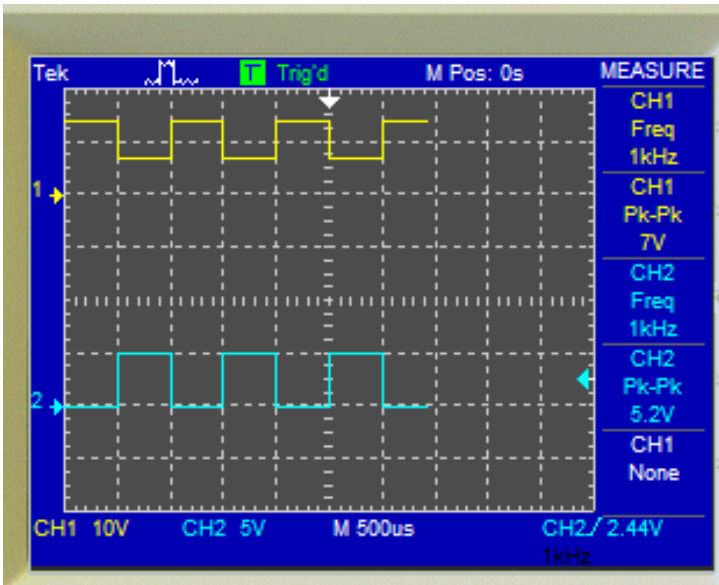 Tek T Trig'd M Pos: 0s MEASURE
CH1
Freq
1kHz
CH1
Pk-Pk
7V
CH2
Freq
1kHz
CH2
Pk-Pk
5.2V
CH1
None
1
2
CH1 10V CH2 5V M 500us CH2 / 2.44V
1kHz